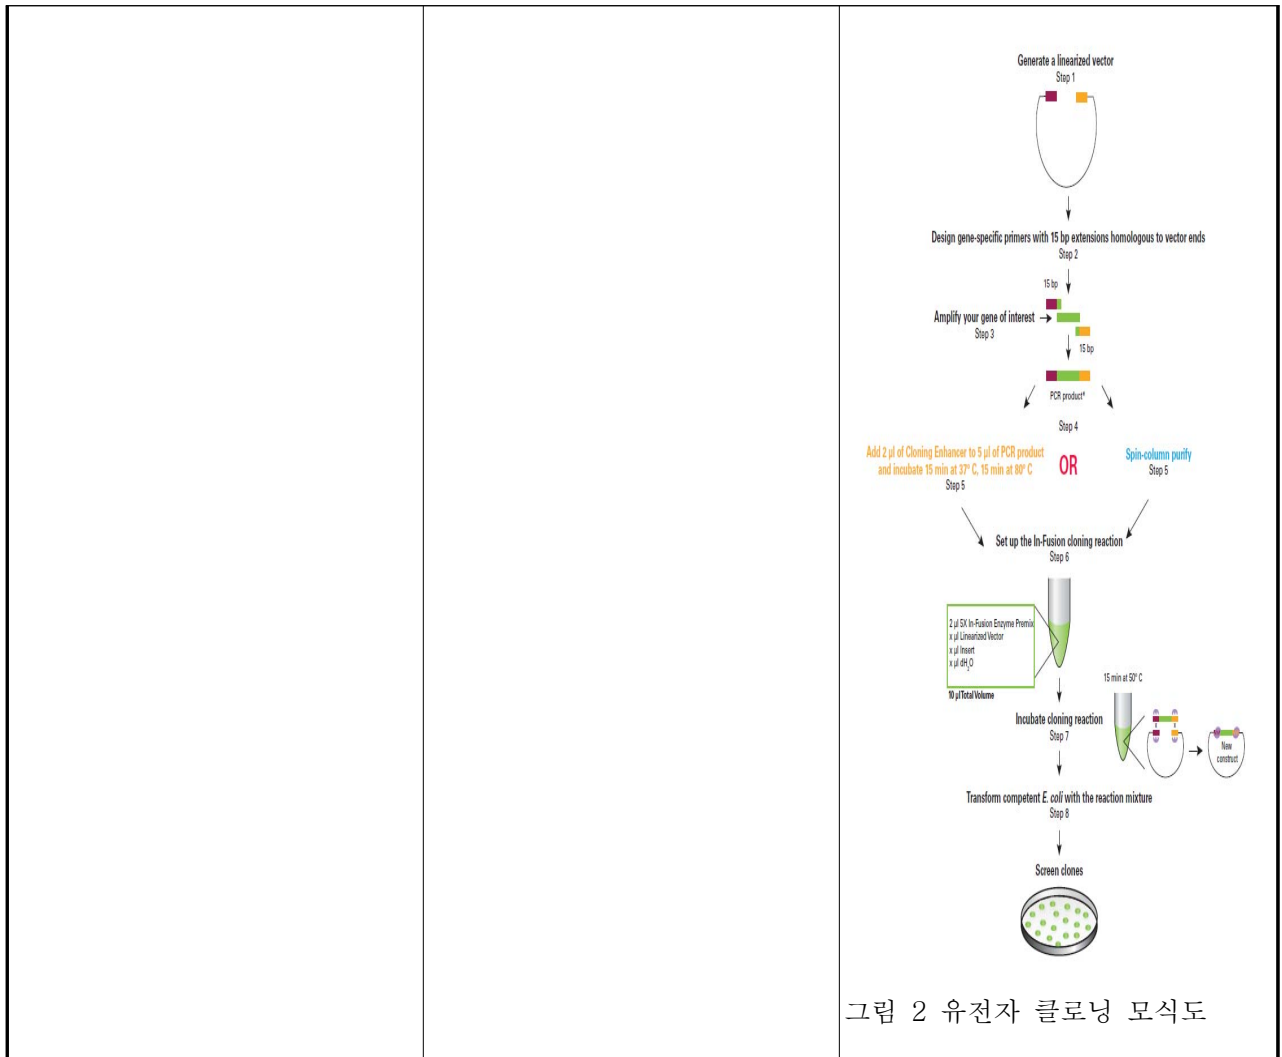 Generate a linearized vector
Step 1
Design gene-specific primers with 15 bp extensions homologous to vector ends
Step 2
15 bp
Amplify your gene of interest
Step 3
15 bp
PCR product*
Step 4
Add 2 µl of Cloning Enhancer to 5 µl of PCR product
and incubate 15 min at 37° C, 15 min at 80° C
Step 5
OR
Spin-column purify
Step 5
Set up the In-Fusion cloning reaction
Step 6
2 µl 5X In-Fusion Enzyme Premix
x µl Linearized Vector
x µl Insert
x µl dH2O
10 µl Total Volume
15 min at 50° C
Incubate cloning reaction
Step 7
New
construct
Transform competent E. coli with the reaction mixture
Step 8
Screen clones
그림 2 유전자 클로닝 모식도